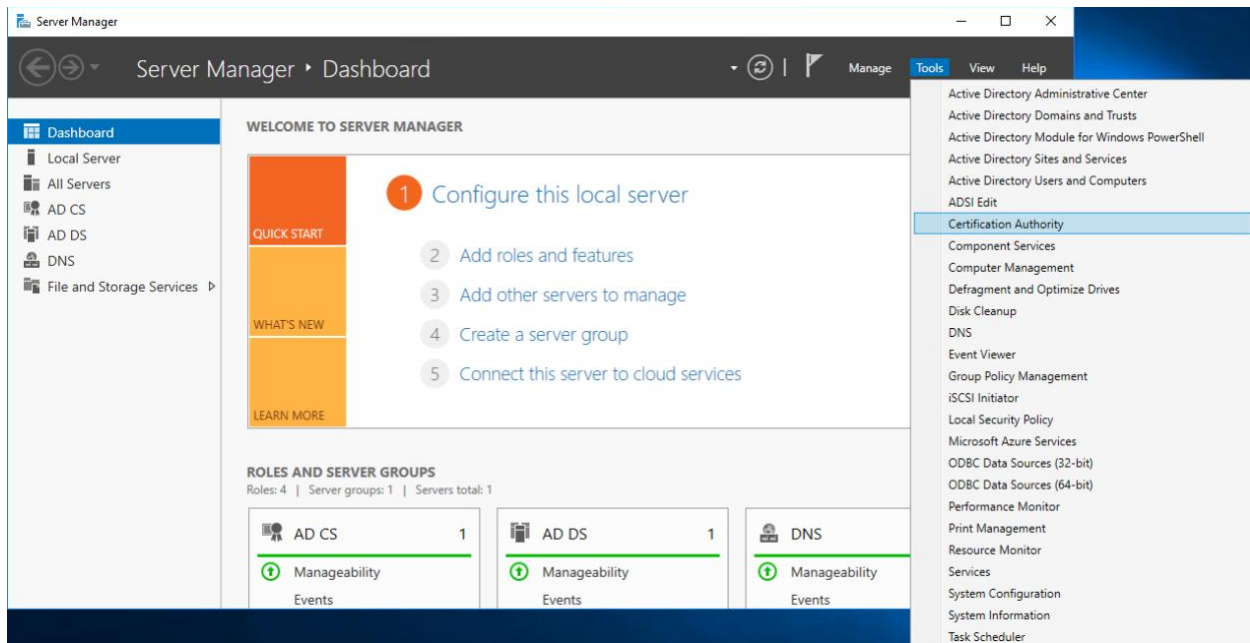 Server Manager
Server Manager ‣ Dashboard
Manage Tools View Help
Dashboard
Local Server
All Servers
AD CS
AD DS
DNS
File and Storage Services
WELCOME TO SERVER MANAGER
QUICK START
WHAT'S NEW
LEARN MORE
1 Configure this local server
2 Add roles and features
3 Add other servers to manage
4 Create a server group
5 Connect this server to cloud services
ROLES AND SERVER GROUPS
Roles: 4 | Server groups: 1 | Servers total: 1
AD CS 1
Manageability
Events
AD DS 1
Manageability
Events
DNS
Manageability
Events
Active Directory Administrative Center
Active Directory Domains and Trusts
Active Directory Module for Windows PowerShell
Active Directory Sites and Services
Active Directory Users and Computers
ADSI Edit
Certification Authority
Component Services
Computer Management
Defragment and Optimize Drives
Disk Cleanup
DNS
Event Viewer
Group Policy Management
iSCSI Initiator
Local Security Policy
Microsoft Azure Services
ODBC Data Sources (32-bit)
ODBC Data Sources (64-bit)
Performance Monitor
Print Management
Resource Monitor
Services
System Configuration
System Information
Task Scheduler